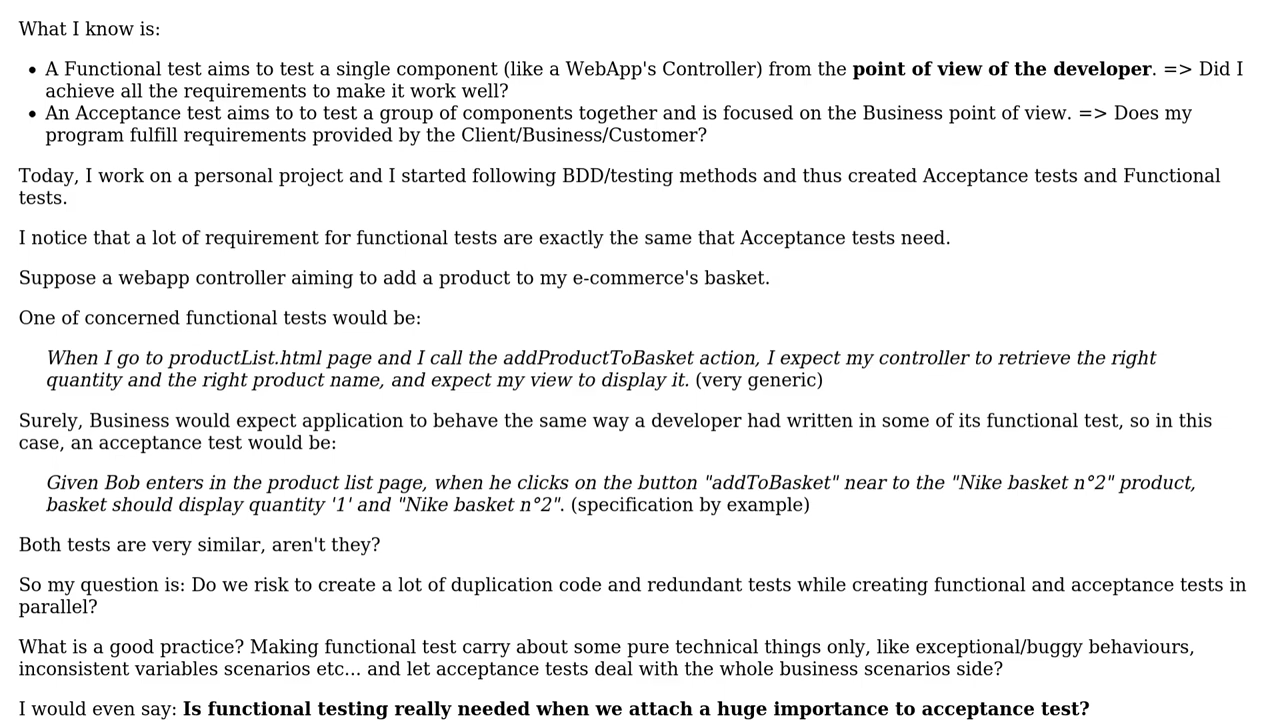 What I know is:
• A Functional test aims to test a single component (like a WebApp's Controller) from the point of view of the developer. => Did I
achieve all the requirements to make it work well?
• An Acceptance test aims to to test a group of components together and is focused on the Business point of view. => Does my
program fulfill requirements provided by the Client/Business/Customer?
Today, I work on a personal project and I started following BDD/testing methods and thus created Acceptance tests and Functional
tests.
I notice that a lot of requirement for functional tests are exactly the same that Acceptance tests need.
Suppose a webapp controller aiming to add a product to my e-commerce's basket.
One of concerned functional tests would be:
When I go to productList.html page and I call the addProductToBasket action, I expect my controller to retrieve the right
quantity and the right product name, and expect my view to display it. (very generic)
Surely, Business would expect application to behave the same way a developer had written in some of its functional test, so in this
case, an acceptance test would be:
Given Bob enters in the product list page, when he clicks on the button "addToBasket" near to the "Nike basket n°2" product,
basket should display quantity '1' and "Nike basket n°2". (specification by example)
Both tests are very similar, aren't they?
So my question is: Do we risk to create a lot of duplication code and redundant tests while creating functional and acceptance tests in
parallel?
What is a good practice? Making functional test carry about some pure technical things only, like exceptional/buggy behaviours,
inconsistent variables scenarios etc... and let acceptance tests deal with the whole business scenarios side?
I would even say: Is functional testing really needed when we attach a huge importance to acceptance test?